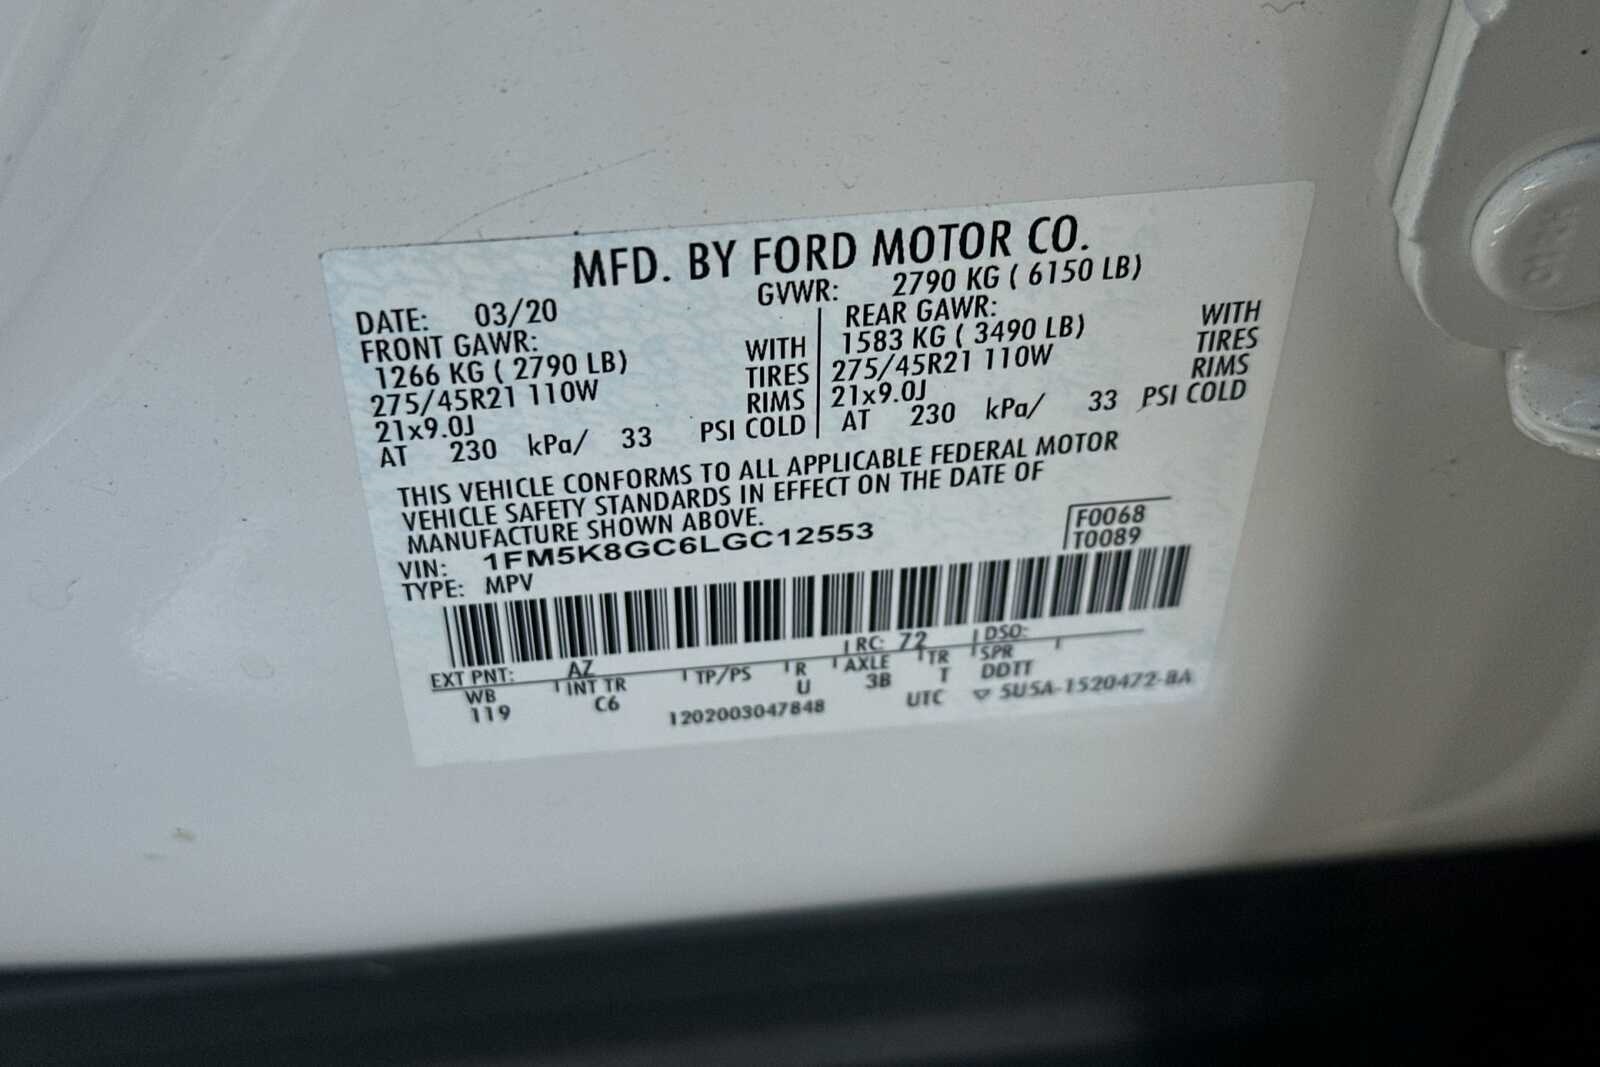 MFD. BY FORD MOTOR CO.
DATE: 03/20 GVWR: 2790 KG ( 6150 LB)
FRONT GAWR: REAR GAWR:
1266 KG ( 2790 LB) WITH 1583 KG ( 3490 LB) WITH
275/45R21 110W TIRES 275/45R21 110W TIRES
21x9.0J RIMS 21x9.0J RIMS
AT 230 kPa/ 33 PSI COLD AT 230 kPa/ 33 PSI COLD
THIS VEHICLE CONFORMS TO ALL APPLICABLE FEDERAL MOTOR
VEHICLE SAFETY STANDARDS IN EFFECT ON THE DATE OF
MANUFACTURE SHOWN ABOVE.
VIN: 1FM5K8GC6LGC12553 F0068
TYPE: MPV T0089
EXT PNT: AZ RC: 72 DSO:
WB INT TR TP/PS R AXLE TR SPR
119 C6 U 3B T DDTT
1202003047848 UTC ▽ 5U5A-1520472-BA